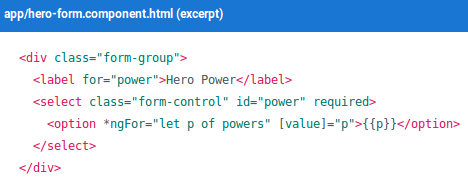 app/hero-form.component.html (excerpt)
<div class="form-group">
  <label for="power">Hero Power</label>
  <select class="form-control" id="power" required>
    <option *ngFor="let p of powers" [value]="p">{{p}}</option>
  </select>
</div>